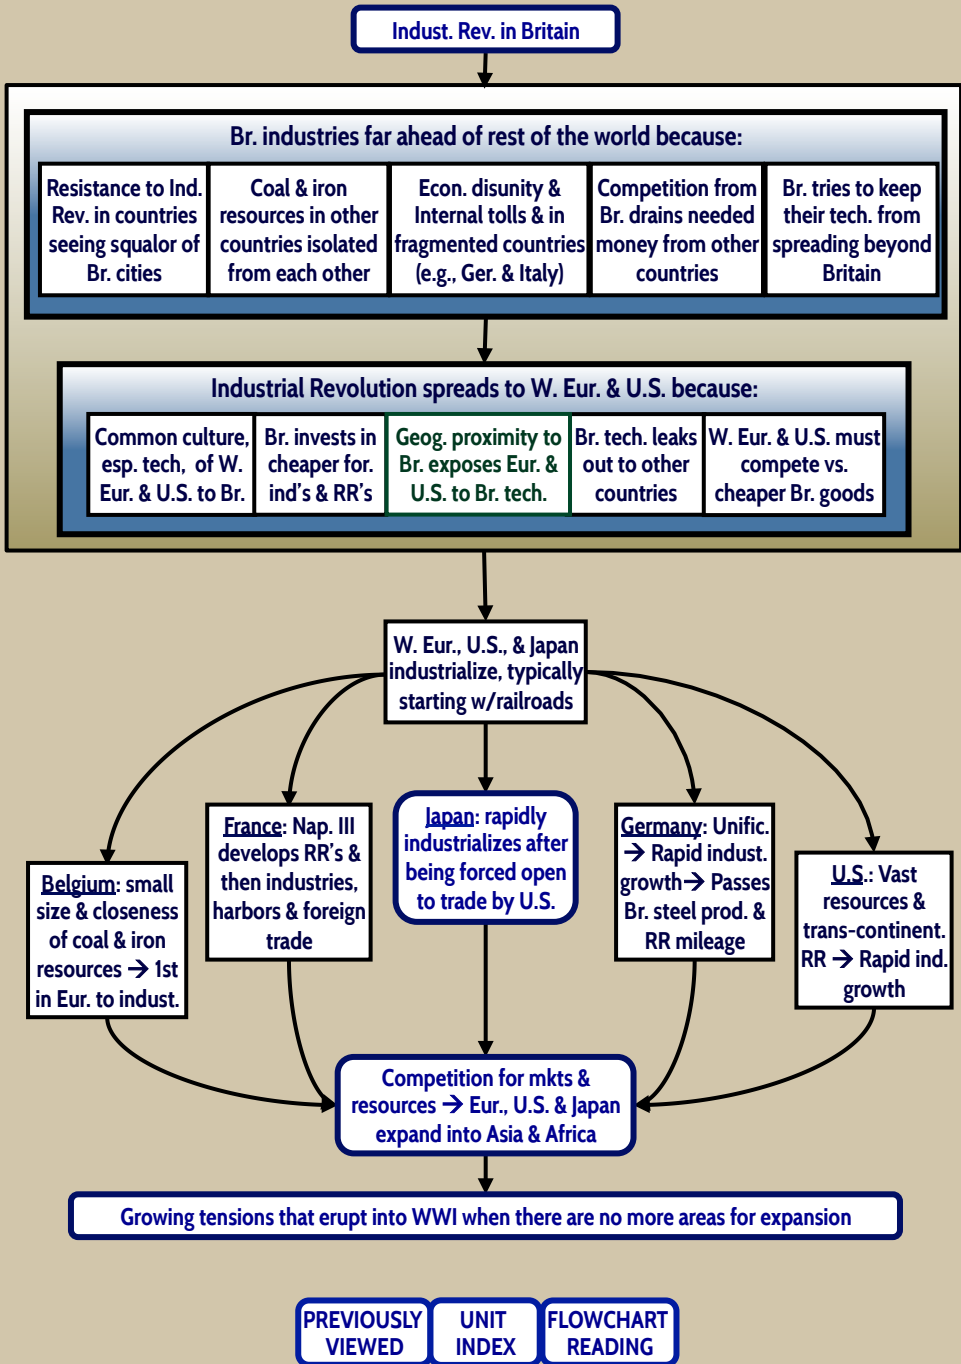 Indust. Rev. in Britain
Br. industries far ahead of rest of the world because:
Resistance to Ind.
Rev. in countries
seeing squalor of
Br. cities
Coal & iron
resources in other
countries isolated
from each other
Econ. disunity &
Internal tolls & in
fragmented countries
(e.g., Ger. & Italy)
Competition from
Br. drains needed
money from other
countries
Br. tries to keep
their tech. from
spreading beyond
Britain
Industrial Revolution spreads to W. Eur. & U.S. because:
Common culture,
esp. tech, of W.
Eur. & U.S. to Br.
Br. invests in
cheaper for.
ind's & RR's
Geog. proximity to
Br. exposes Eur. &
U.S. to Br. tech.
Br. tech. leaks
out to other
countries
W. Eur. & U.S. must
compete vs.
cheaper Br. goods
W. Eur., U.S., & Japan
industrialize, typically
starting w/railroads
Belgium: small
size & closeness
of coal & iron
resources → 1st
in Eur. to indust.
France: Nap. III
develops RR's &
then industries,
harbors & foreign
trade
Japan: rapidly
industrializes after
being forced open
to trade by U.S.
Germany: Unific.
→ Rapid indust.
growth→ Passes
Br. steel prod. &
RR mileage
U.S.: Vast
resources &
trans-continent.
RR → Rapid ind.
growth
Competition for mkts &
resources → Eur., U.S. & Japan
expand into Asia & Africa
Growing tensions that erupt into WWI when there are no more areas for expansion
PREVIOUSLY
VIEWED
UNIT
INDEX
FLOWCHART
READING